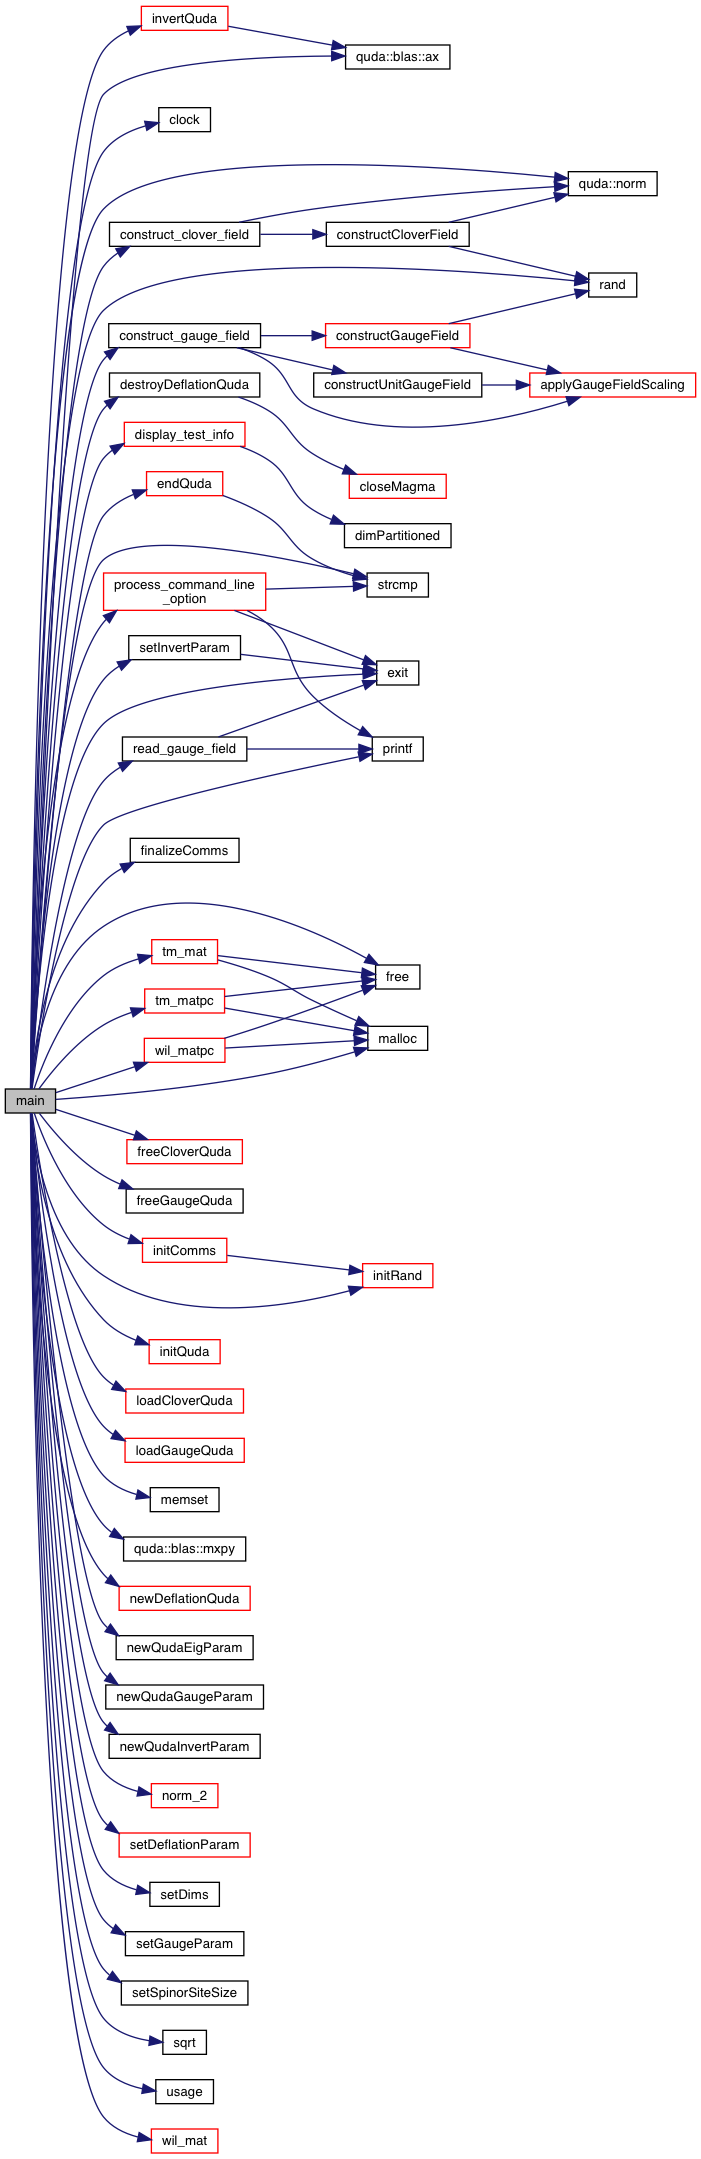 invertQuda
quda::blas::ax
clock
quda::norm
construct_clover_field
constructCloverField
rand
construct_gauge_field
constructGaugeField
destroyDeflationQuda
constructUnitGaugeField
applyGaugeFieldScaling
display_test_info
endQuda
closeMagma
dimPartitioned
process_command_line
_option
strcmp
setInvertParam
exit
read_gauge_field
printf
finalizeComms
tm_mat
free
tm_matpc
malloc
wil_matpc
main
freeCloverQuda
freeGaugeQuda
initComms
initRand
initQuda
loadCloverQuda
loadGaugeQuda
memset
quda::blas::mxpy
newDeflationQuda
newQudaEigParam
newQudaGaugeParam
newQudaInvertParam
norm_2
setDeflationParam
setDims
setGaugeParam
setSpinorSiteSize
sqrt
usage
wil_mat